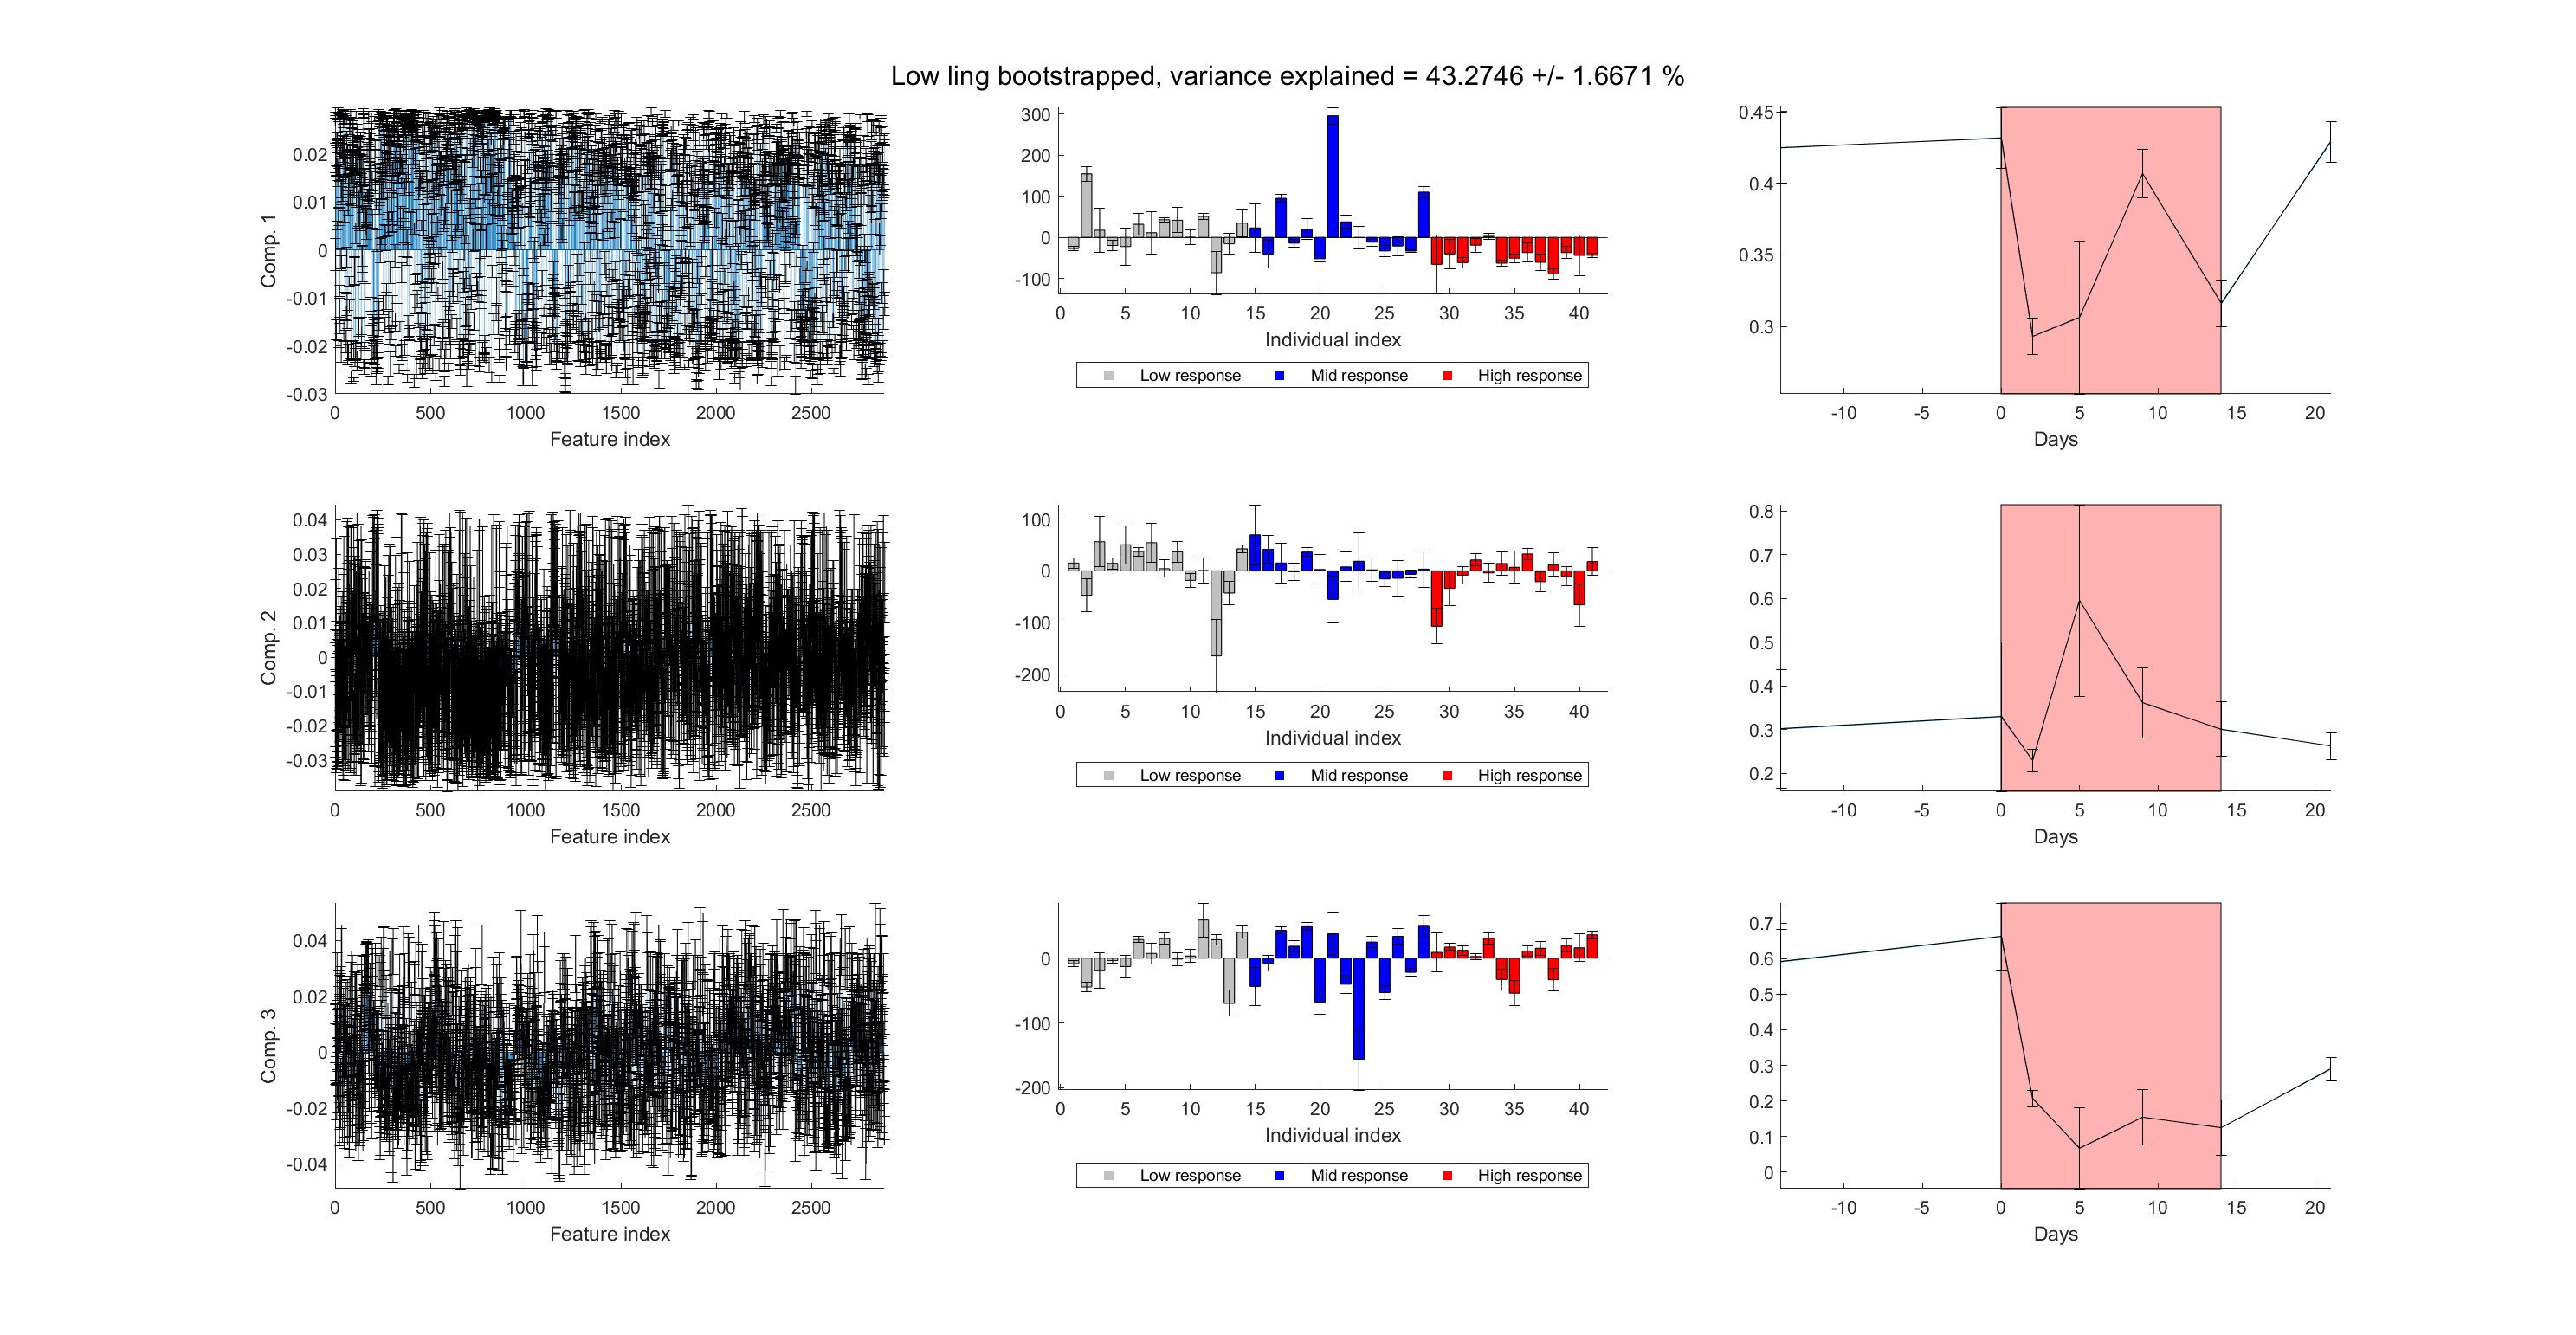 Low ling bootstrapped, variance explained = 43.2746 +/- 1.6671 %
Comp. 1
0.02
0.01
0
-0.01
-0.02
-0.03
0 500 1000 1500 2000 2500
Feature index
300
200
100
0
-100
0 5 10 15 20 25 30 35 40
Individual index
Low response Mid response High response
0.45
0.4
0.35
0.3
-10 -5 0 5 10 15 20
Days
Comp. 2
0.04
0.03
0.02
0.01
0
-0.01
-0.02
-0.03
0 500 1000 1500 2000 2500
Feature index
100
0
-100
-200
0 5 10 15 20 25 30 35 40
Individual index
Low response Mid response High response
0.8
0.7
0.6
0.5
0.4
0.3
0.2
-10 -5 0 5 10 15 20
Days
Comp. 3
0.04
0.02
0
-0.02
-0.04
0 500 1000 1500 2000 2500
Feature index
0
-100
-200
0 5 10 15 20 25 30 35 40
Individual index
Low response Mid response High response
0.7
0.6
0.5
0.4
0.3
0.2
0.1
0
-10 -5 0 5 10 15 20
Days